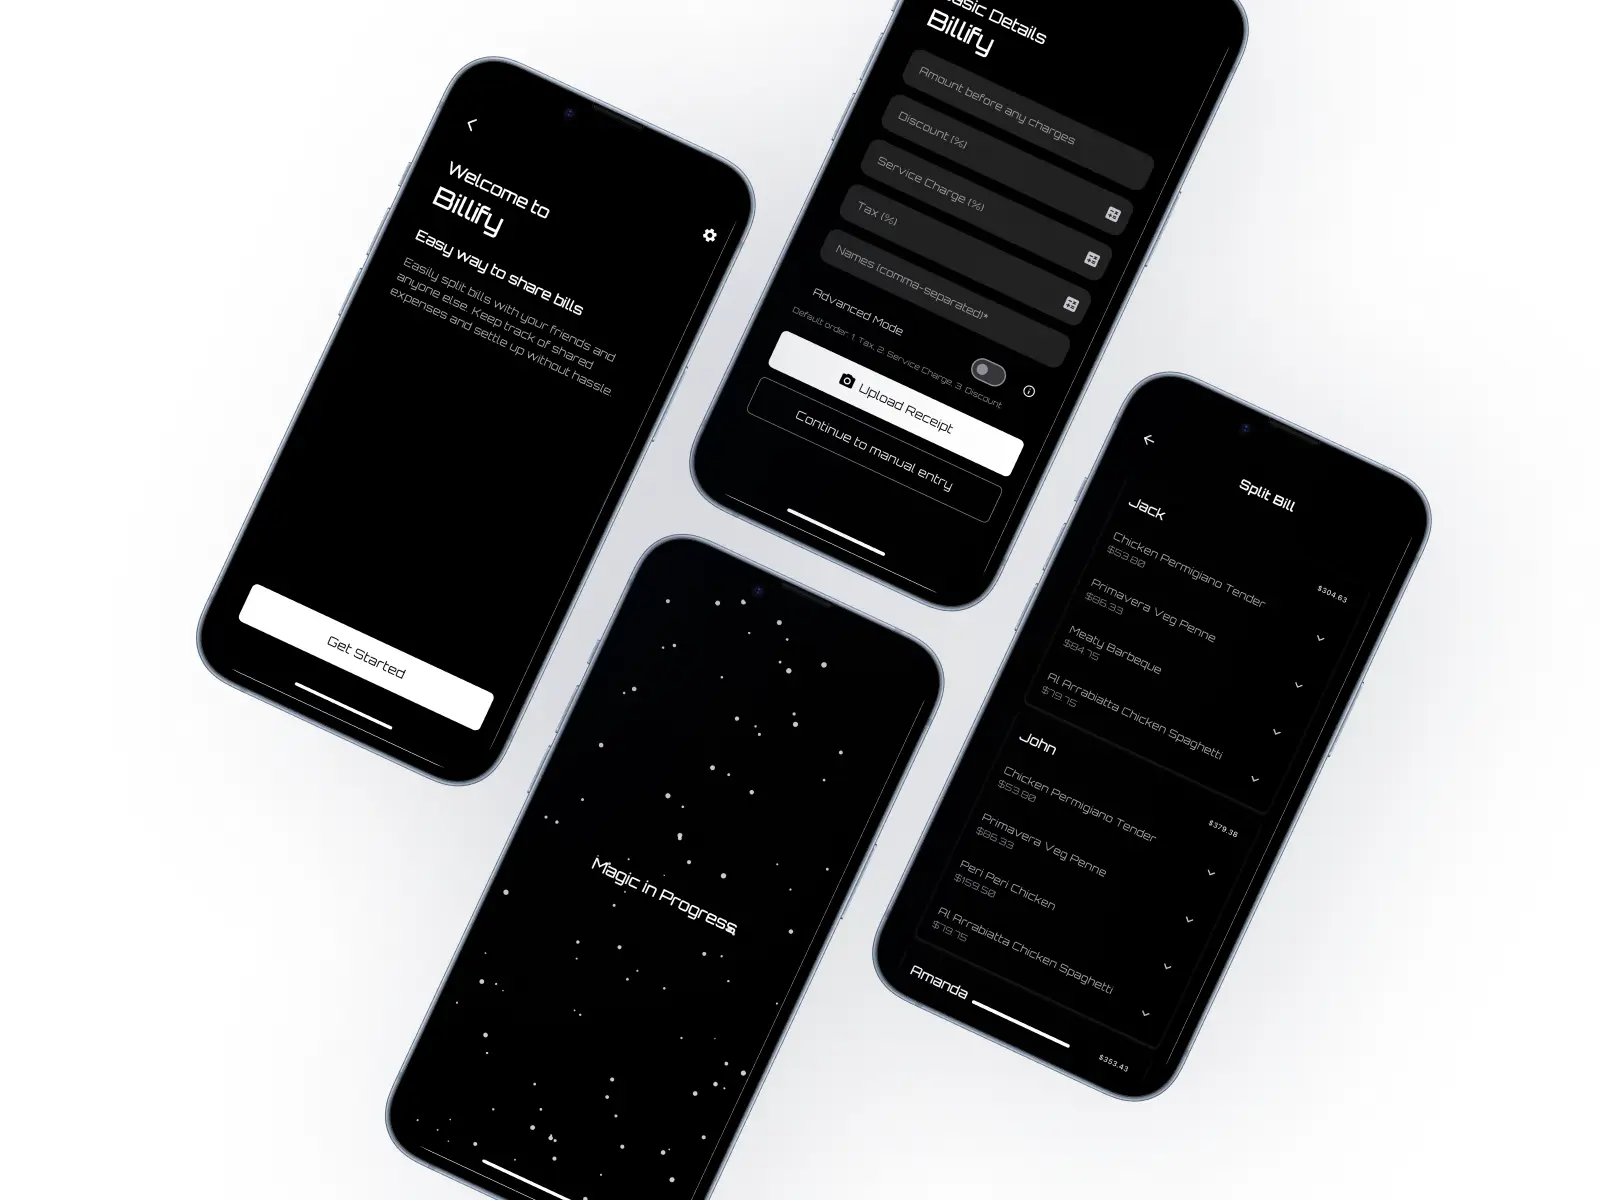 Welcome to
Billify
Easy way to share bills
Easily split bills with your friends and
anyone else. Keep track of shared
expenses and settle up without hassle.
Get Started
Basic Details
Billify
Amount before any charges
Discount (%)
Service Charge (%)
Tax (%)
Names (comma-separated)*
Advanced Mode
Default order: 1. Tax, 2. Service Charge, 3. Discount
Upload Receipt
Continue to manual entry
Magic in Progress
Split Bill
Jack
$304.63
Chicken Permigiano Tender
$53.80
Primavera Veg Penne
$86.33
Meaty Barbeque
$84.75
Al Arrabiatta Chicken Spaghetti
$79.75
John
$379.38
Chicken Permigiano Tender
$53.80
Primavera Veg Penne
$86.33
Peri Peri Chicken
$159.50
Al Arrabiatta Chicken Spaghetti
$79.75
Amanda
$353.43